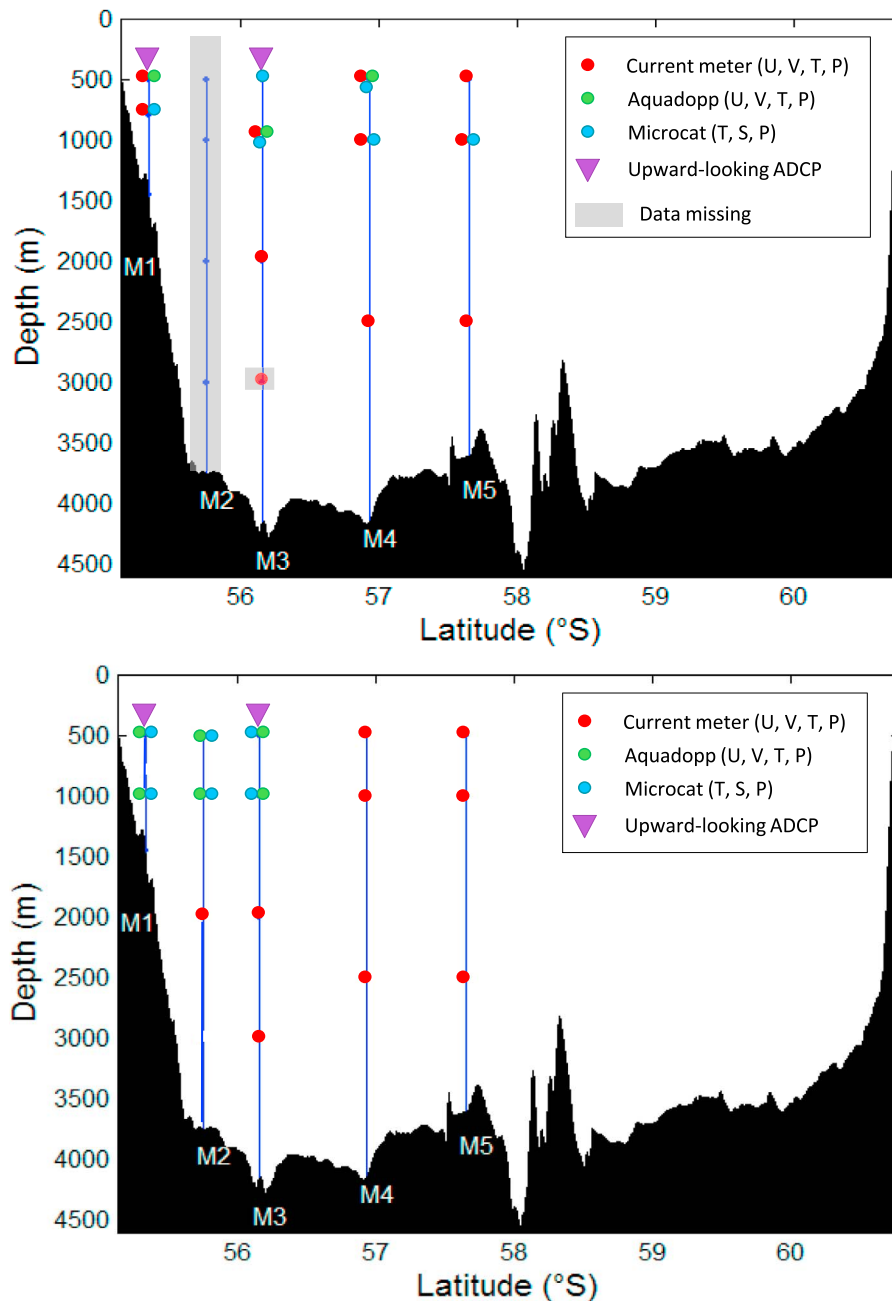 0
500
1000
1500
2000
2500
3000
3500
4000
4500
Depth (m)
Current meter (U, V, T, P)
Aquadopp (U, V, T, P)
Microcat (T, S, P)
Upward-looking ADCP
Data missing
M1
M2
M3
M4
M5
56 57 58 59 60
Latitude (°S)
0
500
1000
1500
2000
2500
3000
3500
4000
4500
Depth (m)
Current meter (U, V, T, P)
Aquadopp (U, V, T, P)
Microcat (T, S, P)
Upward-looking ADCP
M1
M2
M3
M4
M5
56 57 58 59 60
Latitude (°S)